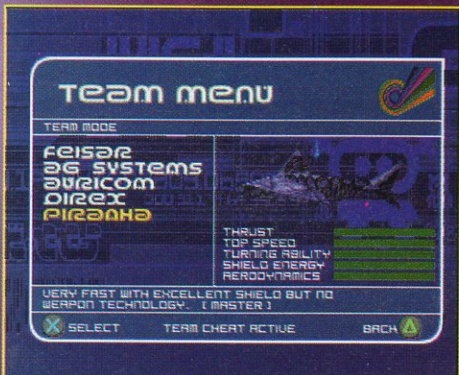 Team menu
TEAM MODE
FEISAR
AG SYSTEMS
AURICOM
DIREX
PIRANHA
THRUST
TOP SPEED
TURNING ABILITY
SHIELD ENERGY
AERODYNAMICS
VERY FAST WITH EXCELLENT SHIELD BUT NO
WEAPON TECHNOLOGY. [ MASTER ]
SELECT TEAM CHEAT ACTIVE BACK